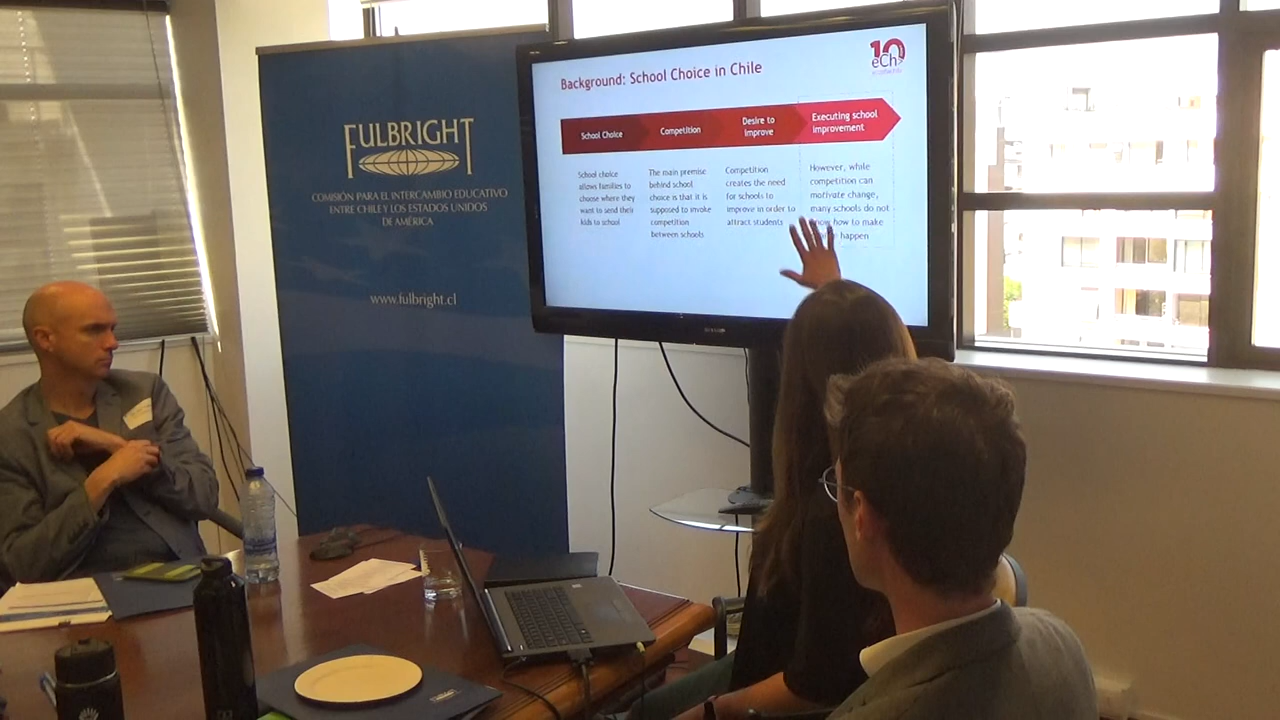 FULBRIGHT
COMISIÓN PARA EL INTERCAMBIO EDUCATIVO
ENTRE CHILE Y LOS ESTADOS UNIDOS
DE AMÉRICA
www.fulbright.cl
Background: School Choice in Chile
10
eCh
School Choice
Competition
Desire to
improve
Executing school
improvement
School choice
allows families to
choose where they
want to send their
kids to school
The main premise
behind school
choice is that it is
supposed to invoke
competition
between schools
Competition
creates the need
for schools to
improve in order to
attract students
However, while
competition can
motivate change,
many schools do not
know how to make
happen